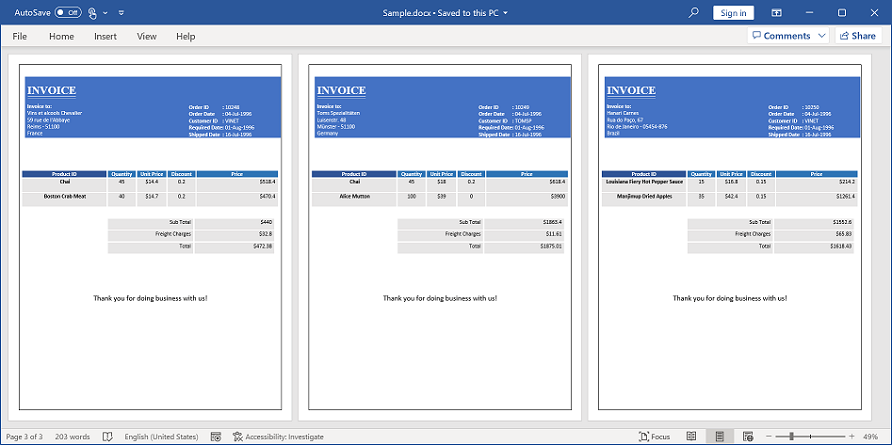 AutoSave Off
Sample.docx • Saved to this PC
Sign in
File Home Insert View Help
Comments Share
INVOICE
Invoice to:
Vins et alcools Chevalier
59 rue de l'Abbaye
Reims - 51100
France
Order ID : 10248
Order Date : 04-Jul-1996
Customer ID : VINET
Required Date: 01-Aug-1996
Shipped Date : 16-Jul-1996
Product ID Quantity Unit Price Discount Price
Chai 45 $14.4 0.2 $518.4
Boston Crab Meat 40 $14.7 0.2 $470.4
Sub Total $440
Freight Charges $32.8
Total $472.38
Thank you for doing business with us!
INVOICE
Invoice to:
Toms Spezialitäten
Luisenstr. 48
Münster - 51100
Germany
Order ID : 10249
Order Date : 04-Jul-1996
Customer ID : TOMSP
Required Date: 01-Aug-1996
Shipped Date : 16-Jul-1996
Product ID Quantity Unit Price Discount Price
Chai 45 $18 0.2 $618.4
Alice Mutton 100 $39 0 $3900
Sub Total $1863.4
Freight Charges $11.61
Total $1875.01
Thank you for doing business with us!
INVOICE
Invoice to:
Hanari Carnes
Rua do Paço, 67
Rio de Janeiro - 05454-876
Brazil
Order ID : 10250
Order Date : 04-Jul-1996
Customer ID : VINET
Required Date: 01-Aug-1996
Shipped Date : 16-Jul-1996
Product ID Quantity Unit Price Discount Price
Louisiana Fiery Hot Pepper Sauce 15 $16.8 0.15 $214.2
Manjimup Dried Apples 35 $42.4 0.15 $1261.4
Sub Total $1552.6
Freight Charges $65.83
Total $1618.43
Thank you for doing business with us!
Page 3 of 3 203 words English (United States) Accessibility: Investigate
Focus 49%